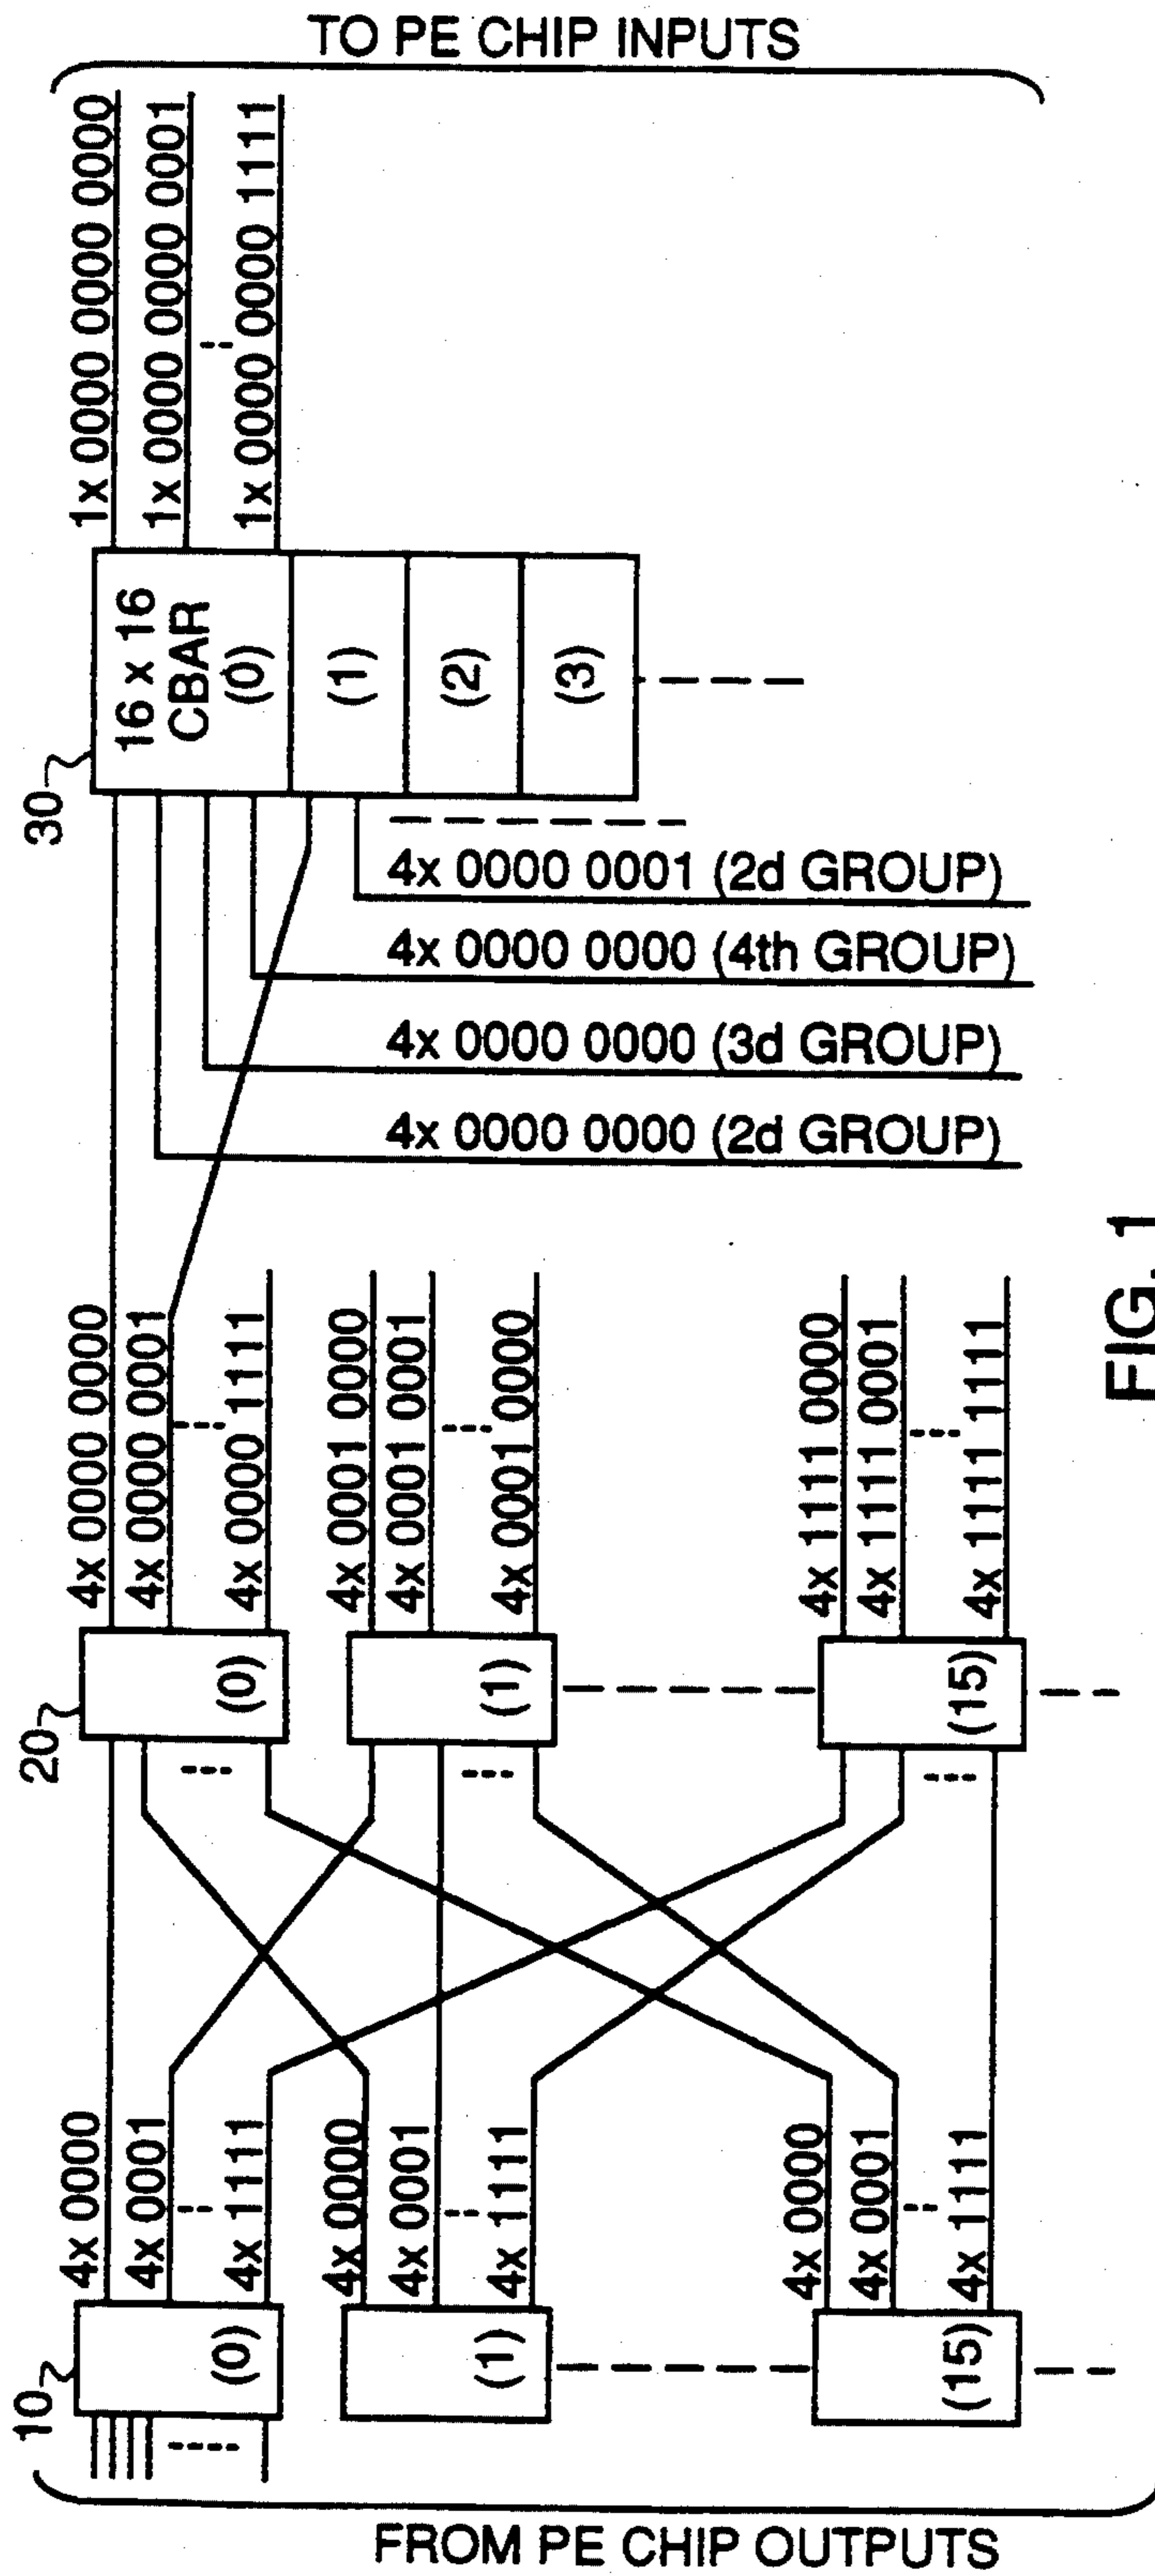 FROM PE CHIP OUTPUTS
10
(0)
4x 0000
4x 0001
4x 1111
(1)
4x 0000
4x 0001
4x 1111
(15)
4x 0000
4x 0001
4x 1111
20
(0)
4x 0000 0000
4x 0000 0001
4x 0000 1111
(1)
4x 0001 0000
4x 0001 0001
4x 0001 0000
(15)
4x 1111 0000
4x 1111 0001
4x 1111 1111
4x 0000 0000 (2d GROUP)
4x 0000 0000 (3d GROUP)
4x 0000 0000 (4th GROUP)
4x 0000 0001 (2d GROUP)
30
16 x 16
CBAR
(0)
(1)
(2)
(3)
1x 0000 0000 0000
1x 0000 0000 0001
1x 0000 0000 1111
TO PE CHIP INPUTS
FIG. 1